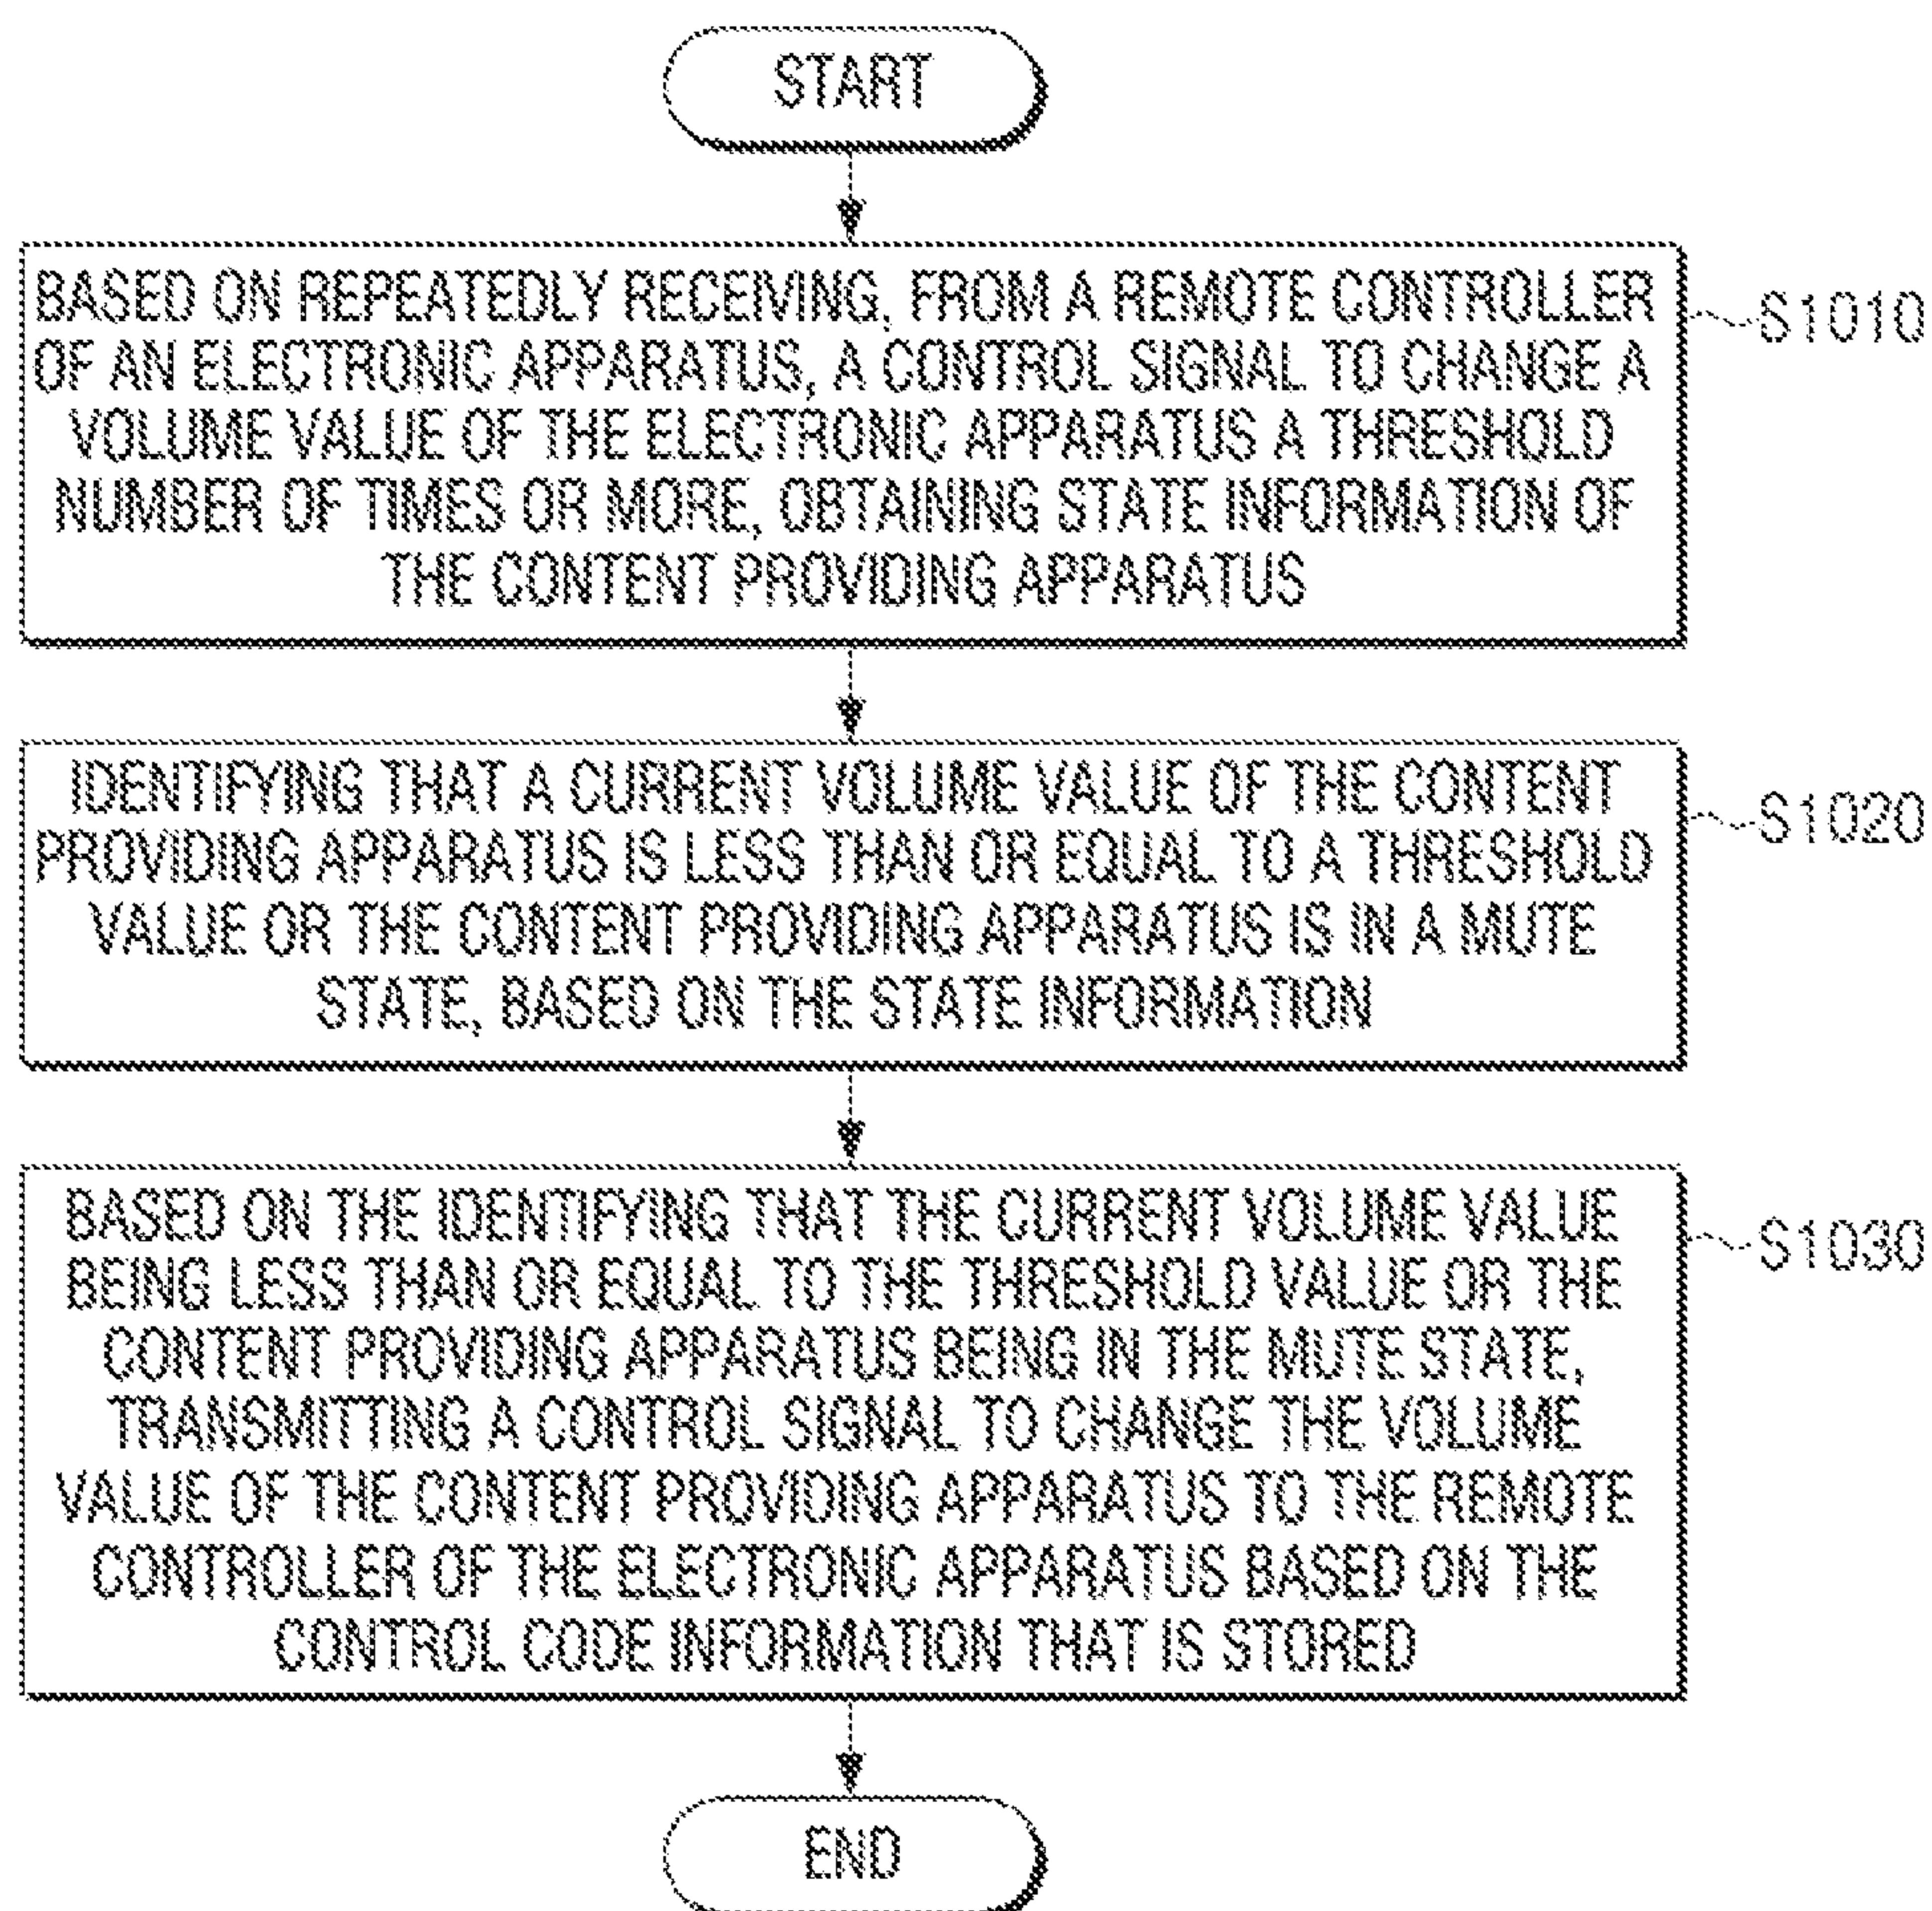 START
BASED ON REPEATEDLY RECEIVING, FROM A REMOTE CONTROLLER
OF AN ELECTRONIC APPARATUS, A CONTROL SIGNAL TO CHANGE A
VOLUME VALUE OF THE ELECTRONIC APPARATUS A THRESHOLD
NUMBER OF TIMES OR MORE, OBTAINING STATE INFORMATION OF
THE CONTENT PROVIDING APPARATUS
S1010
IDENTIFYING THAT A CURRENT VOLUME VALUE OF THE CONTENT
PROVIDING APPARATUS IS LESS THAN OR EQUAL TO A THRESHOLD
VALUE OR THE CONTENT PROVIDING APPARATUS IS IN A MUTE
STATE, BASED ON THE STATE INFORMATION
S1020
BASED ON THE IDENTIFYING THAT THE CURRENT VOLUME VALUE
BEING LESS THAN OR EQUAL TO THE THRESHOLD VALUE OR THE
CONTENT PROVIDING APPARATUS BEING IN THE MUTE STATE,
TRANSMITTING A CONTROL SIGNAL TO CHANGE THE VOLUME
VALUE OF THE CONTENT PROVIDING APPARATUS TO THE REMOTE
CONTROLLER OF THE ELECTRONIC APPARATUS BASED ON THE
CONTROL CODE INFORMATION THAT IS STORED
S1030
END